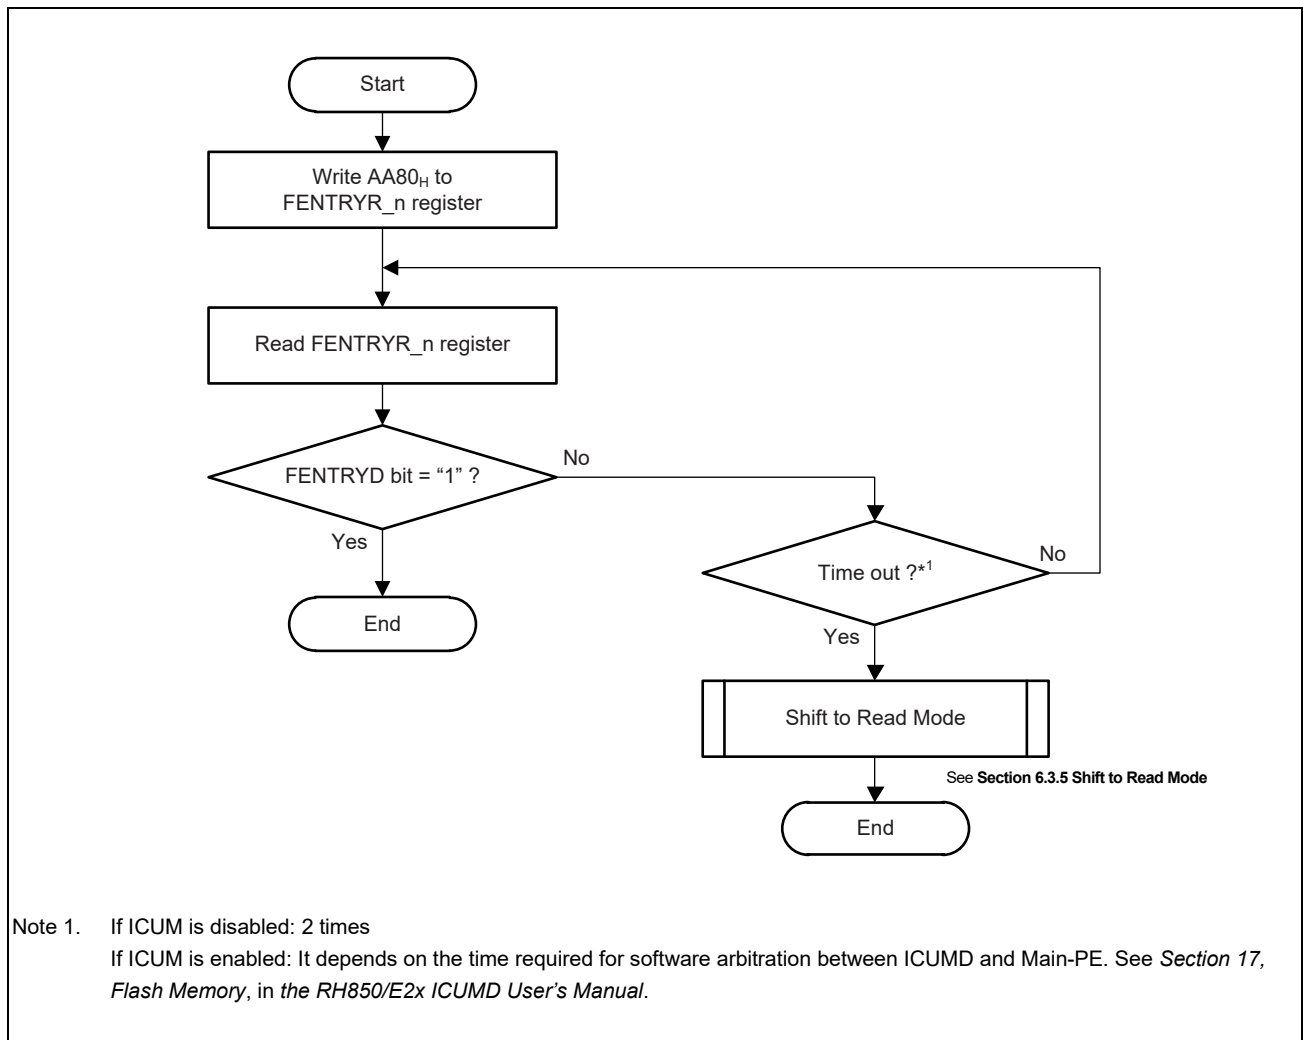 Start
Write AA80H to
FENTRYR_n register
Read FENTRYR_n register
FENTRYD bit = “1” ?
No
Yes
End
Time out ?*1
No
Yes
Shift to Read Mode
See Section 6.3.5 Shift to Read Mode
End
Note 1. If ICUM is disabled: 2 times
If ICUM is enabled: It depends on the time required for software arbitration between ICUMD and Main-PE. See Section 17,
Flash Memory, in the RH850/E2x ICUMD User’s Manual.